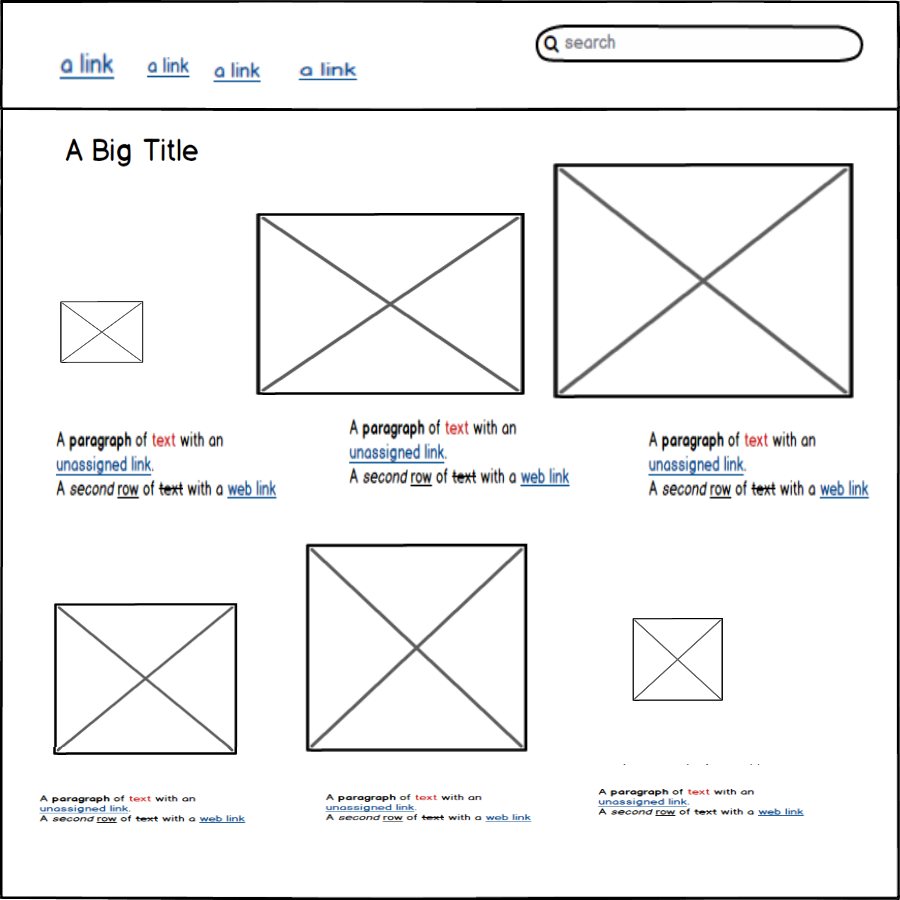 a link a link a link a link
search
A Big Title
A paragraph of text with an
unassigned link.
A second row of text with a web link
A paragraph of text with an
unassigned link.
A second row of text with a web link
A paragraph of text with an
unassigned link.
A second row of text with a web link
A paragraph of text with an
unassigned link.
A second row of text with a web link
A paragraph of text with an
unassigned link.
A second row of text with a web link
A paragraph of text with an
unassigned link.
A second row of text with a web link